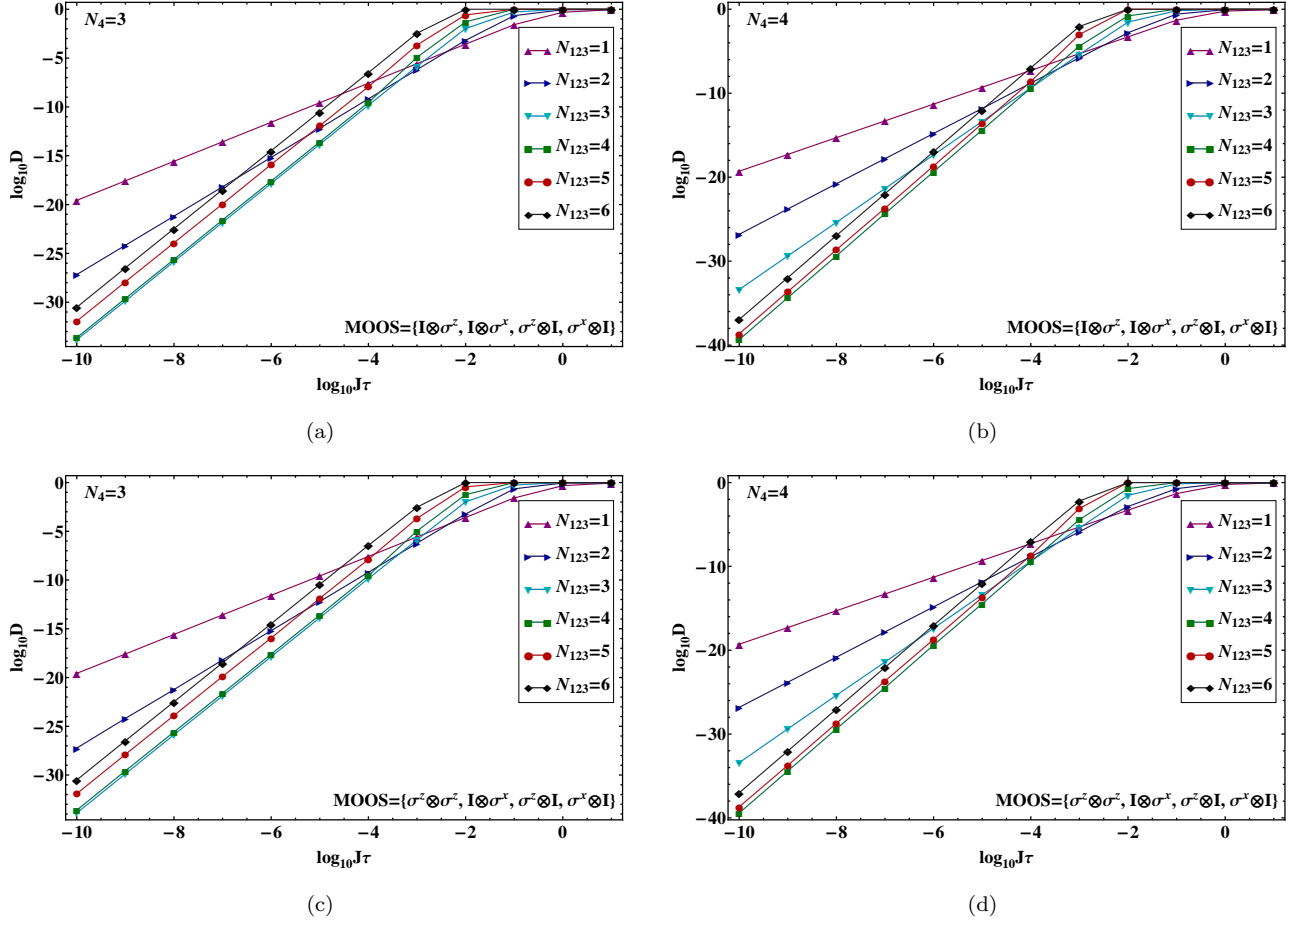 N₄=3
log₁₀D
0
−5
−10
−15
−20
−25
−30
N₁₂₃=1
N₁₂₃=2
N₁₂₃=3
N₁₂₃=4
N₁₂₃=5
N₁₂₃=6
MOOS={I⊗σᶻ, I⊗σˣ, σᶻ⊗I, σˣ⊗I}
−10 −8 −6 −4 −2 0
log₁₀Jτ
(a)
N₄=4
log₁₀D
0
−10
−20
−30
−40
N₁₂₃=1
N₁₂₃=2
N₁₂₃=3
N₁₂₃=4
N₁₂₃=5
N₁₂₃=6
MOOS={I⊗σᶻ, I⊗σˣ, σᶻ⊗I, σˣ⊗I}
−10 −8 −6 −4 −2 0
log₁₀Jτ
(b)
N₄=3
log₁₀D
0
−5
−10
−15
−20
−25
−30
N₁₂₃=1
N₁₂₃=2
N₁₂₃=3
N₁₂₃=4
N₁₂₃=5
N₁₂₃=6
MOOS={σᶻ⊗σᶻ, I⊗σˣ, σᶻ⊗I, σˣ⊗I}
−10 −8 −6 −4 −2 0
log₁₀Jτ
(c)
N₄=4
log₁₀D
0
−10
−20
−30
−40
N₁₂₃=1
N₁₂₃=2
N₁₂₃=3
N₁₂₃=4
N₁₂₃=5
N₁₂₃=6
MOOS={σᶻ⊗σᶻ, I⊗σˣ, σᶻ⊗I, σˣ⊗I}
−10 −8 −6 −4 −2 0
log₁₀Jτ
(d)